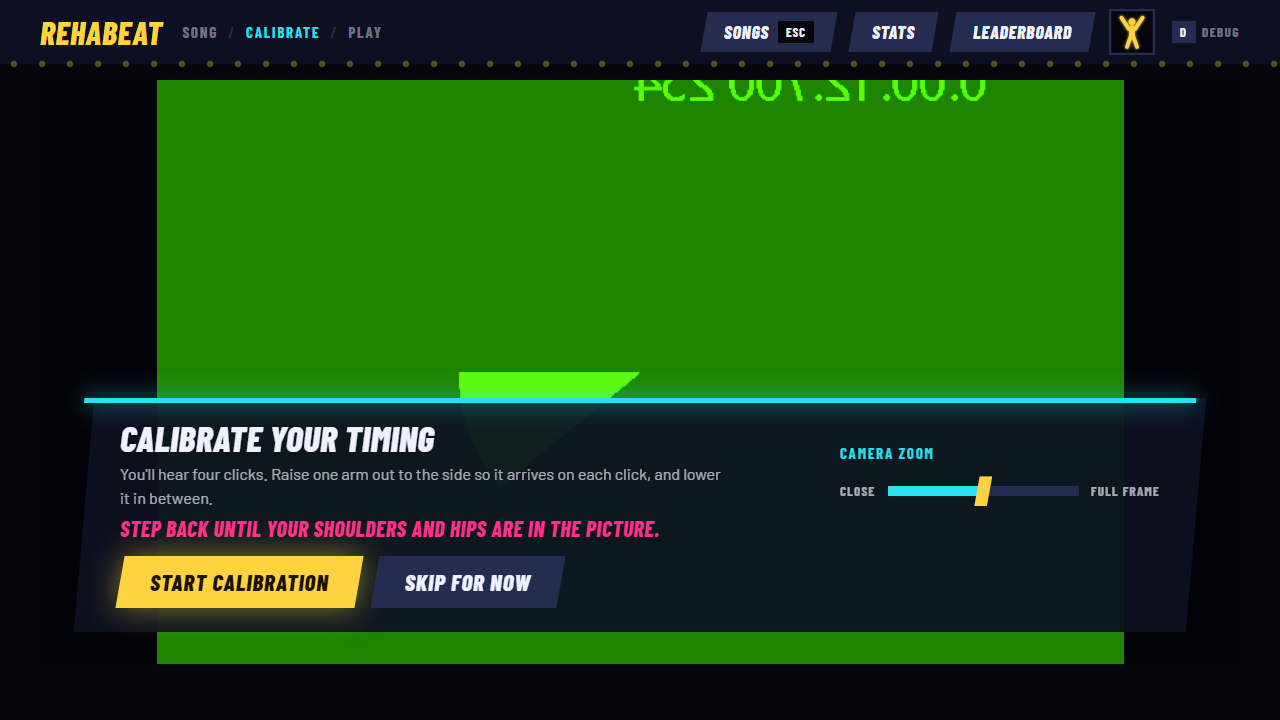 REHABEAT SONG / CALIBRATE / PLAY SONGS ESC STATS LEADERBOARD D DEBUG
CALIBRATE YOUR TIMING
You'll hear four clicks. Raise one arm out to the side so it arrives on each click, and lower
it in between.
STEP BACK UNTIL YOUR SHOULDERS AND HIPS ARE IN THE PICTURE.
START CALIBRATION SKIP FOR NOW
CAMERA ZOOM
CLOSE FULL FRAME